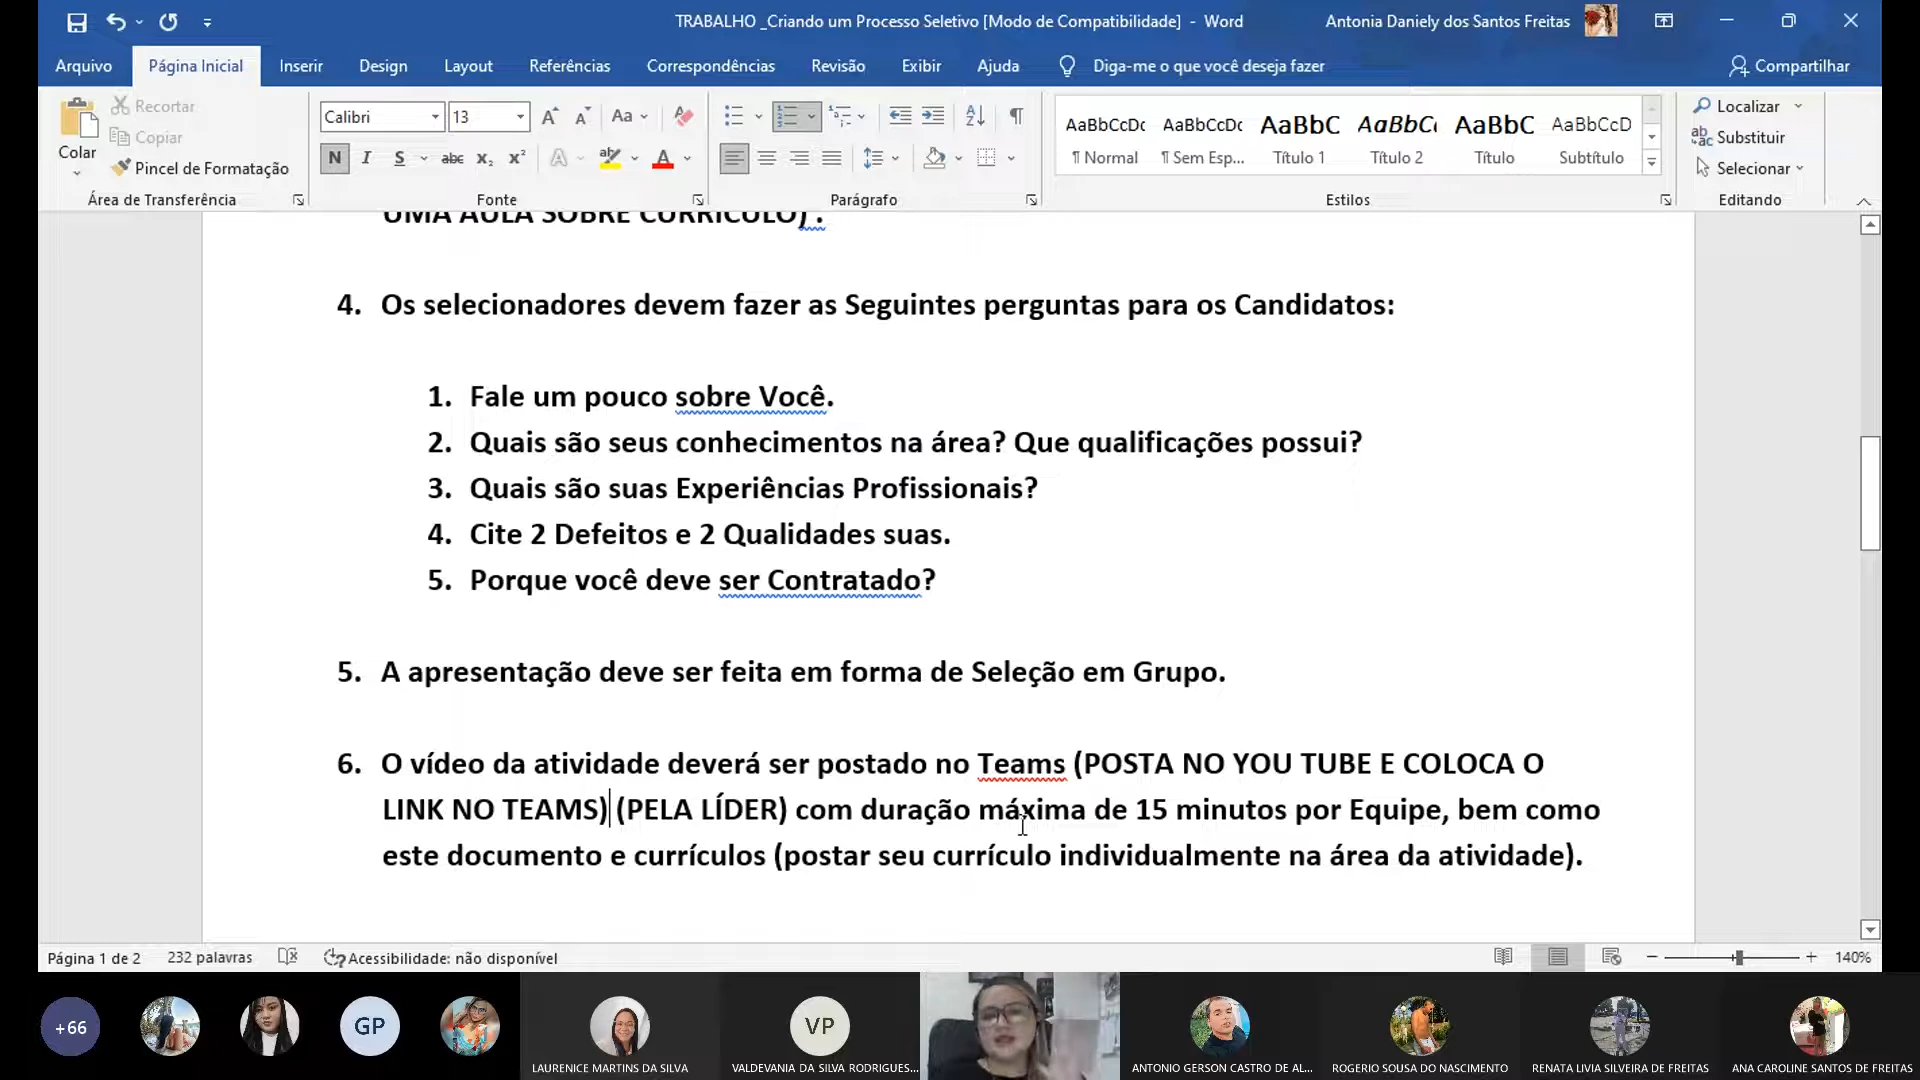 TRABALHO _Criando um Processo Seletivo [Modo de Compatibilidade] - Word
Antonia Daniely dos Santos Freitas
Arquivo
Página Inicial
Inserir
Design
Layout
Referências
Correspondências
Revisão
Exibir
Ajuda
Diga-me o que você deseja fazer
Compartilhar
Colar
Recortar
Copiar
Pincel de Formatação
Área de Transferência
Calibri
13
Aa
N I S abc x₂ x²
Fonte
Parágrafo
AaBbCcDc
¶ Normal
AaBbCcDc
¶ Sem Esp...
AaBbC
Título 1
AaBbC
Título 2
AaBbC
Título
AaBbCcD
Subtítulo
Estilos
Localizar
Substituir
Selecionar
Editando
UMA AULA SOBRE CURRICULO) .
4. Os selecionadores devem fazer as Seguintes perguntas para os Candidatos:
1. Fale um pouco sobre Você.
2. Quais são seus conhecimentos na área? Que qualificações possui?
3. Quais são suas Experiências Profissionais?
4. Cite 2 Defeitos e 2 Qualidades suas.
5. Porque você deve ser Contratado?
5. A apresentação deve ser feita em forma de Seleção em Grupo.
6. O vídeo da atividade deverá ser postado no Teams (POSTA NO YOU TUBE E COLOCA O
LINK NO TEAMS) (PELA LÍDER) com duração máxima de 15 minutos por Equipe, bem como
este documento e currículos (postar seu currículo individualmente na área da atividade).
Página 1 de 2
232 palavras
Acessibilidade: não disponível
140%
+66
GP
LAURENICE MARTINS DA SILVA
VP
VALDEVANIA DA SILVA RODRIGUES...
ANTONIO GERSON CASTRO DE AL...
ROGERIO SOUSA DO NASCIMENTO
RENATA LIVIA SILVEIRA DE FREITAS
ANA CAROLINE SANTOS DE FREITAS